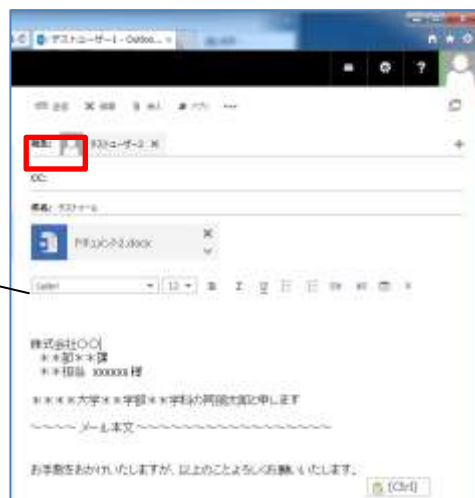 テストユーザー1 - Outloo...
?
宛先: テストユーザー2
CC:
件名: テストメール
ドキュメント2.docx
Calibri 12 B I U
株式会社〇〇
＊＊部＊＊課
＊＊担当 xxxxxx 様
＊＊＊＊大学＊＊学部＊＊学科の阿能太郎と申します
～～～～メール本文～～～～～～～～～～～～～～～～～
お手数をおかけいたしますが、以上のことよろしくお願いいたします。
(Ctrl)